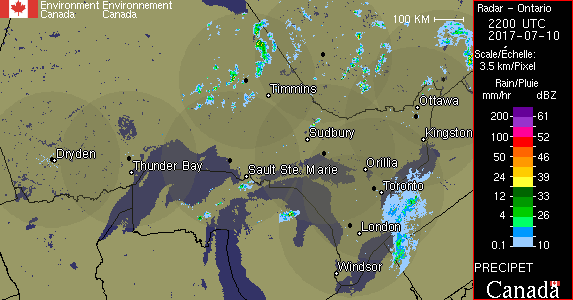 Environment Environnement
Canada Canada
100 KM
Timmins
Ottawa
Sudbury
Kingston
Dryden
Thunder Bay
Sault Ste. Marie
Orillia
Toronto
London
Windsor
Radar - Ontario
2200 UTC
2017-07-10
Scale/Échelle:
3.5 km/Pixel
Rain/Pluie
mm/hr dBZ
200 61
100 52
50 46
24 39
12 33
4 26
0.1 10
PRECIPET
Canada